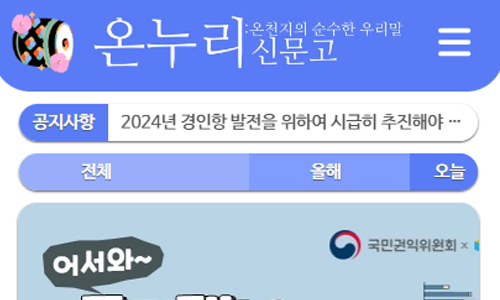 온누리
:온천지의 순수한 우리말
신문고
공지사항 2024년 경인항 발전을 위하여 시급히 추진해야 ···
전체 올해 오늘
국민권익위원회 ×
어서와~